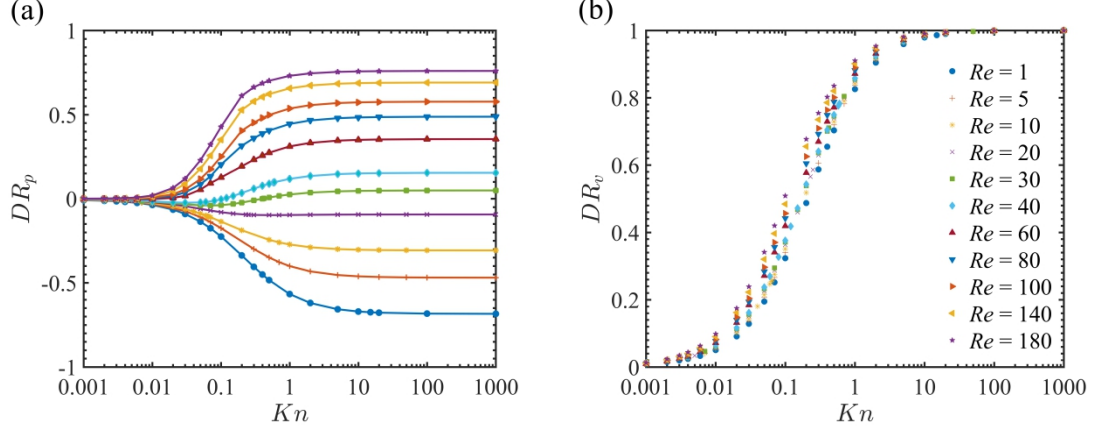 (a)
1
0.5
0
-0.5
-1
DR_p
0.001 0.01 0.1 1 10 100 1000
Kn
(b)
1
0.8
0.6
0.4
0.2
0
DR_v
0.001 0.01 0.1 1 10 100 1000
Kn
Re = 1
Re = 5
Re = 10
Re = 20
Re = 30
Re = 40
Re = 60
Re = 80
Re = 100
Re = 140
Re = 180